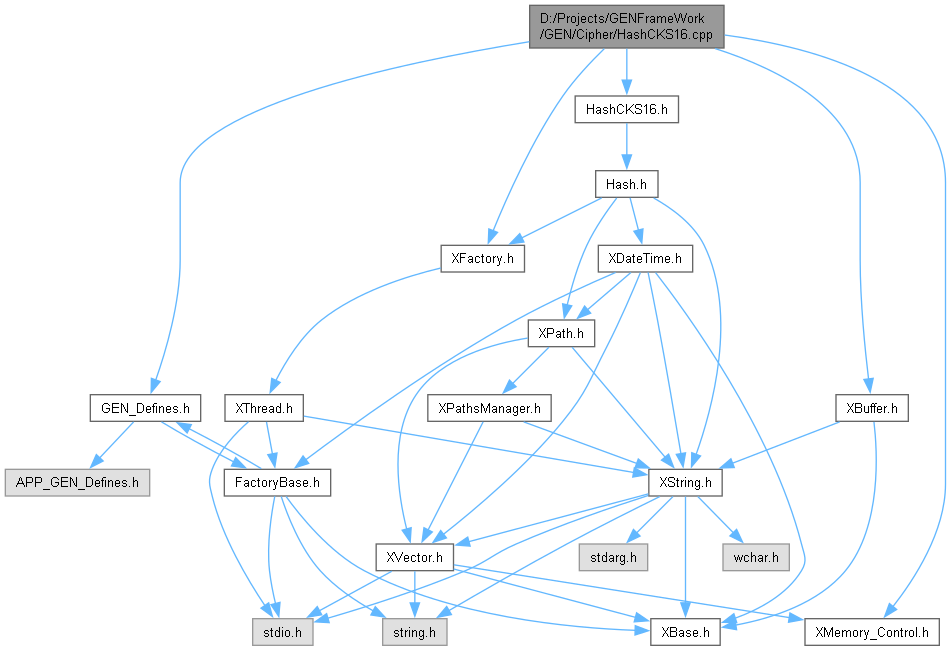 D:/Projects/GENFrameWork
/GEN/Cipher/HashCKS16.cpp
HashCKS16.h
Hash.h
XFactory.h
XDateTime.h
XPath.h
GEN_Defines.h
XThread.h
XPathsManager.h
XBuffer.h
APP_GEN_Defines.h
FactoryBase.h
XString.h
XVector.h
stdarg.h
wchar.h
stdio.h
string.h
XBase.h
XMemory_Control.h